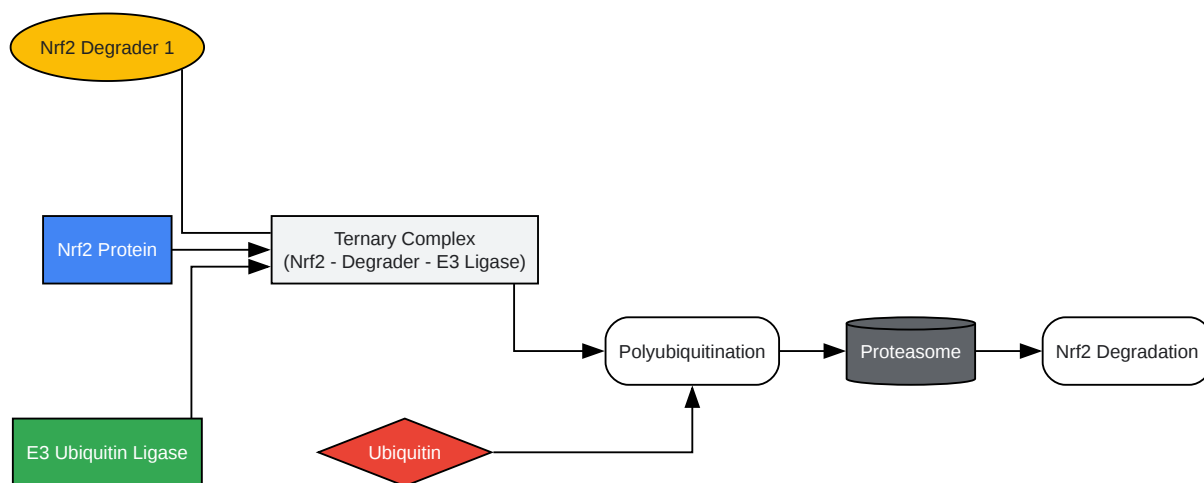 Nrf2 Degrader 1
Nrf2 Protein
Ternary Complex
(Nrf2 - Degrader - E3 Ligase)
Polyubiquitination
Proteasome
Nrf2 Degradation
E3 Ubiquitin Ligase
Ubiquitin